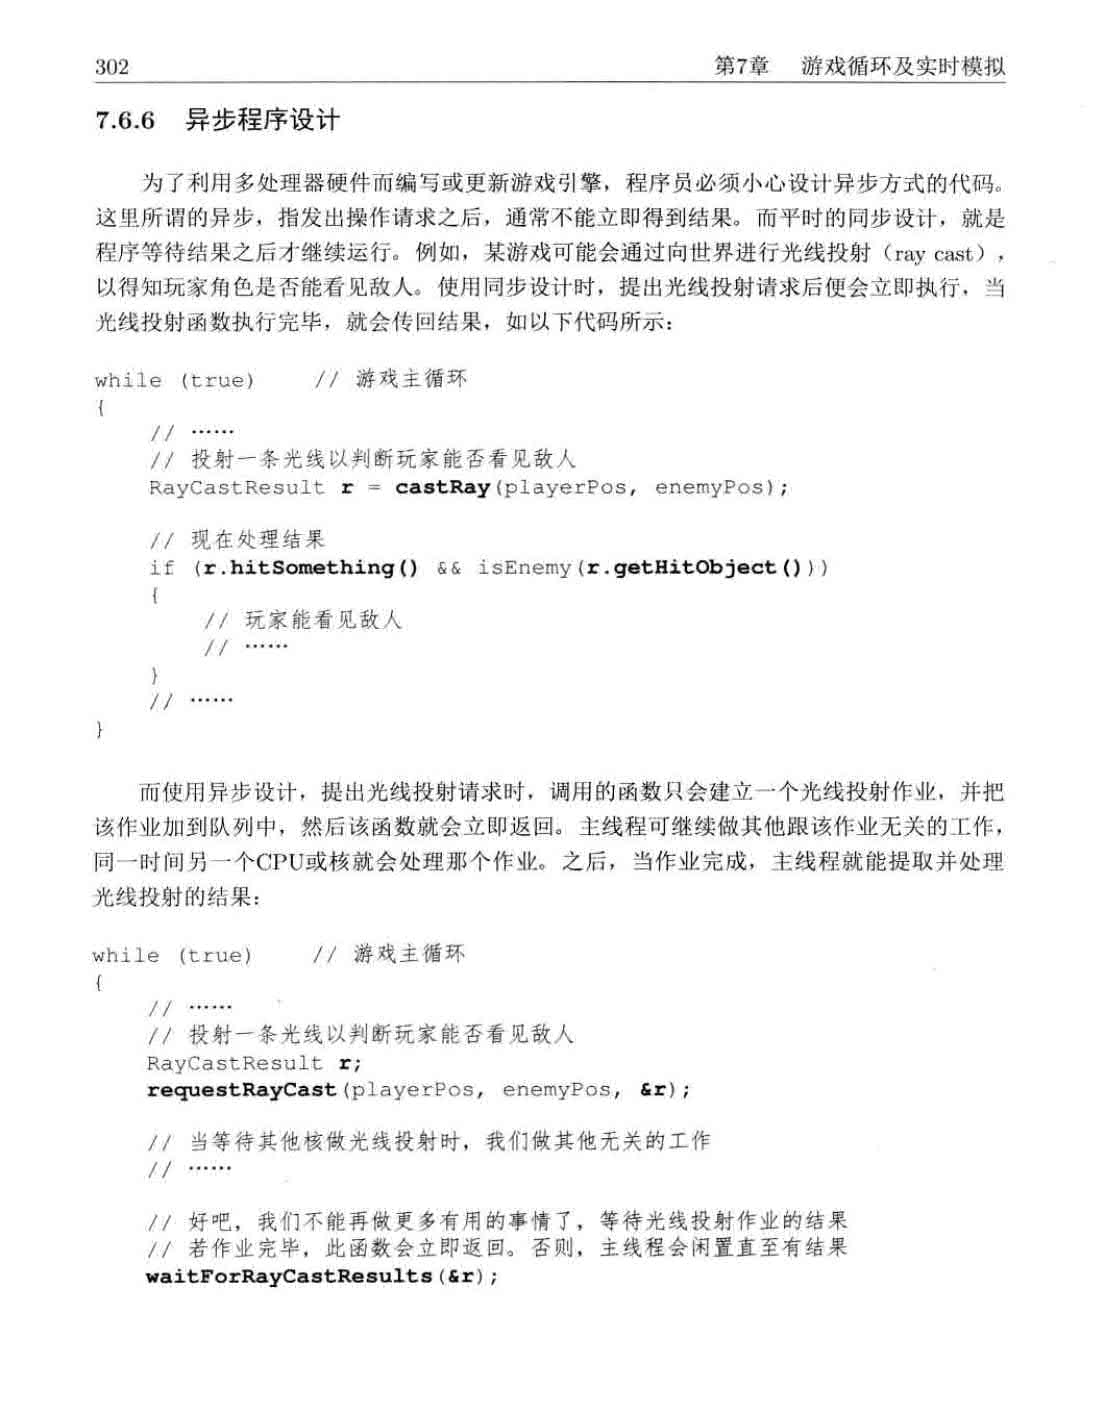 302 第7章 游戏循环及实时模拟
7.6.6 异步程序设计
为了利用多处理器硬件而编写或更新游戏引擎，程序员必须小心设计异步方式的代码。
这里所谓的异步，指发出操作请求之后，通常不能立即得到结果。而平时的同步设计，就是
程序等待结果之后才继续运行。例如，某游戏可能会通过向世界进行光线投射（ray cast），
以得知玩家角色是否能看见敌人。使用同步设计时，提出光线投射请求后便会立即执行，当
光线投射函数执行完毕，就会传回结果，如以下代码所示：
while (true) // 游戏主循环
{
// ……
// 投射一条光线以判断玩家能否看见敌人
RayCastResult r = castRay(playerPos, enemyPos);
// 现在处理结果
if (r.hitSomething() && isEnemy(r.getHitObject()))
{
// 玩家能看见敌人
// ……
}
// ……
}
而使用异步设计，提出光线投射请求时，调用的函数只会建立一个光线投射作业，并把
该作业加到队列中，然后该函数就会立即返回。主线程可继续做其他跟该作业无关的工作，
同一时间另一个CPU或核就会处理那个作业。之后，当作业完成，主线程就能提取并处理
光线投射的结果：
while (true) // 游戏主循环
{
// ……
// 投射一条光线以判断玩家能否看见敌人
RayCastResult r;
requestRayCast(playerPos, enemyPos, &r);
// 当等待其他核做光线投射时，我们做其他无关的工作
// ……
// 好吧，我们不能再做更多有用的事情了，等待光线投射作业的结果
// 若作业完毕，此函数会立即返回。否则，主线程会闲置直至有结果
waitForRayCastResults(&r);